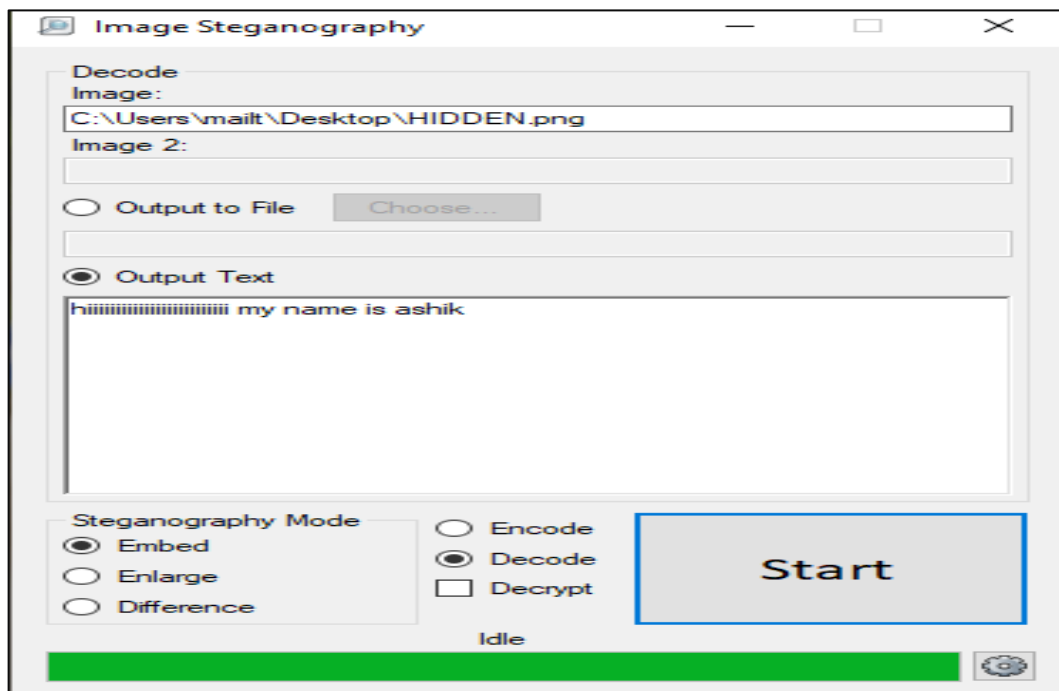 Image Steganography
Decode
Image:
C:\Users\mailt\Desktop\HIDDEN.png
Image 2:
Output to File Choose...
Output Text
hiiiiiiiiiiiiiiiiiiiiiiiiii my name is ashik
Steganography Mode
Embed
Enlarge
Difference
Encode
Decode
Decrypt
Start
Idle